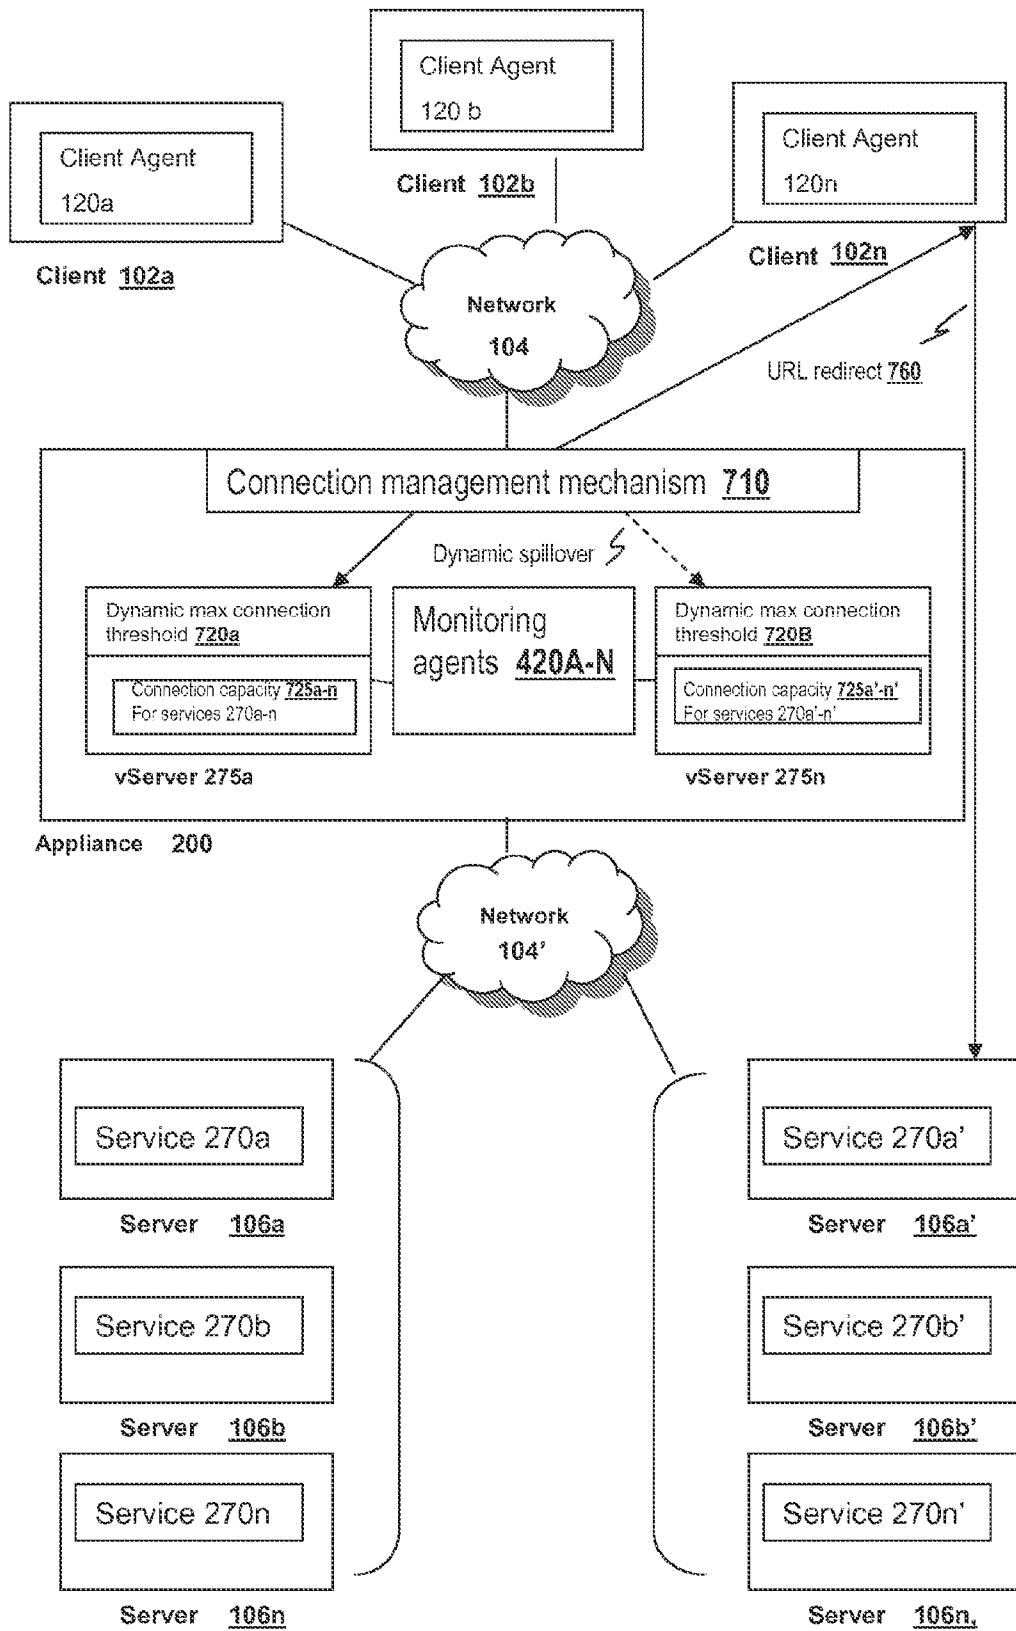 Client Agent
120 b
Client 102b
Client Agent
120a
Client 102a
Client Agent
120n
Client 102n
Network
104
URL redirect 760
Connection management mechanism 710
Dynamic spillover
Dynamic max connection
threshold 720a
Connection capacity 725a-n
For services 270a-n
vServer 275a
Monitoring
agents 420A-N
Dynamic max connection
threshold 720B
Connection capacity 725a'-n'
For services 270a'-n'
vServer 275n
Appliance 200
Network
104'
Service 270a
Server 106a
Service 270b
Server 106b
Service 270n
Server 106n
Service 270a'
Server 106a'
Service 270b'
Server 106b'
Service 270n'
Server 106n,